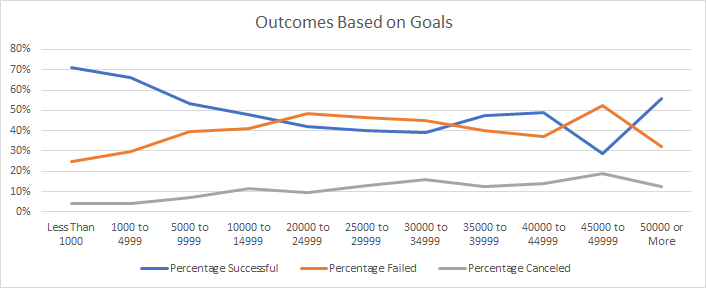 Outcomes Based on Goals
80%
70%
60%
50%
40%
30%
20%
10%
0%
Less Than 1000 to 5000 to 10000 to 20000 to 25000 to 30000 to 35000 to 40000 to 45000 to 50000 or
1000 4999 9999 14999 24999 29999 34999 39999 44999 49999 More
Percentage Successful Percentage Failed Percentage Canceled